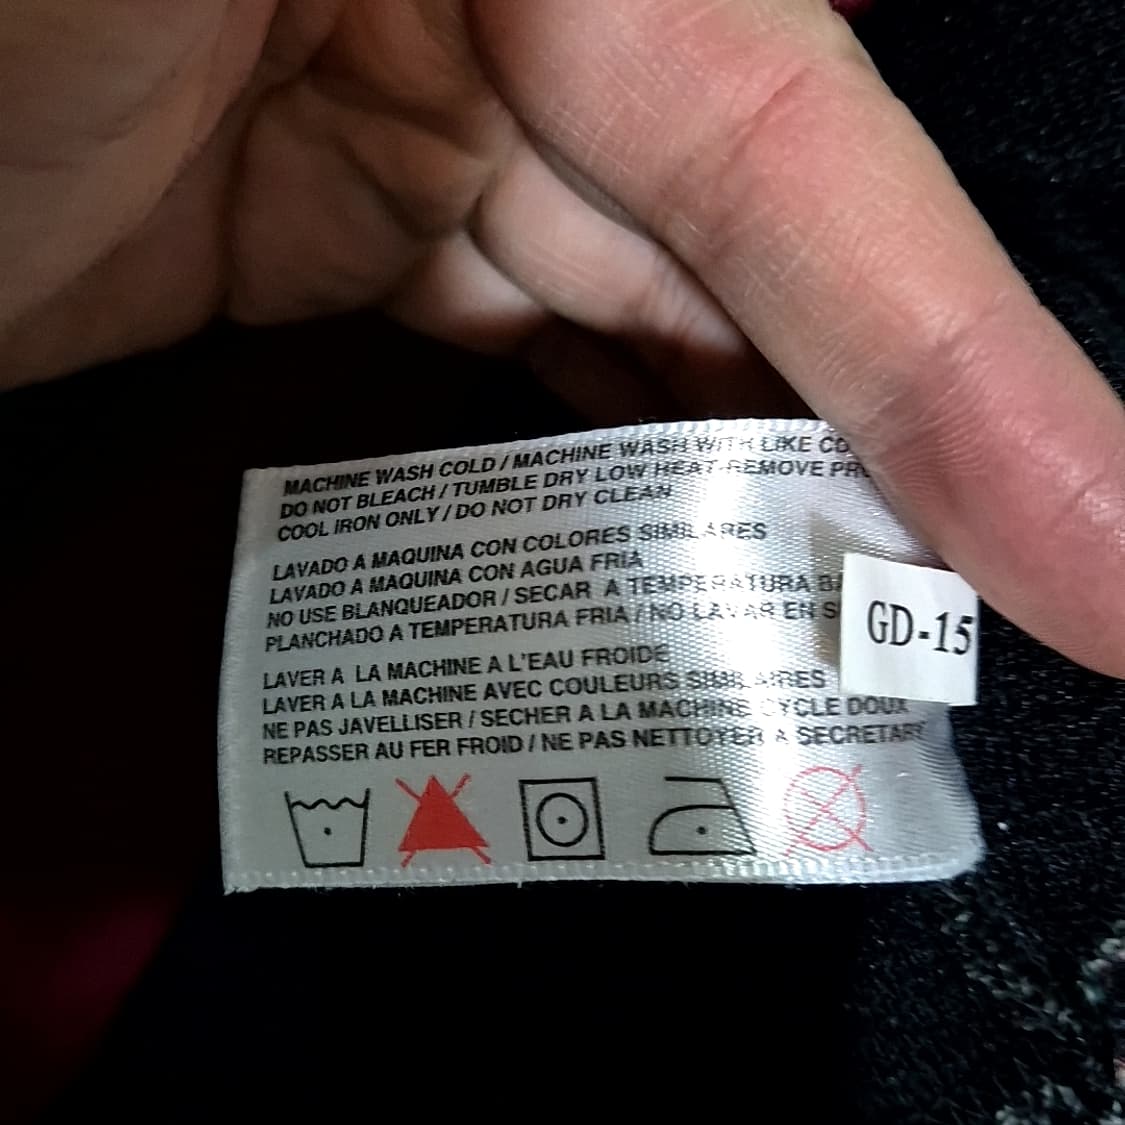 MACHINE WASH COLD / MACHINE WASH WITH LIKE
DO NOT BLEACH / TUMBLE DRY LOW HEAT-REMOVE
COOL IRON ONLY / DO NOT DRY CLEAN
LAVADO A MAQUINA CON COLORES SIMILARES
LAVADO A MAQUINA CON AGUA FRIA
NO USE BLANQUEADOR / SECAR A TEMPERATURA
PLANCHADO A TEMPERATURA FRIA / NO LAVAR EN
GD-15
LAVER A LA MACHINE A L'EAU FROIDE
LAVER A LA MACHINE AVEC COULEURS SIMILAIRES
NE PAS JAVELLISER / SECHER A LA MACHINE CYCLE DOUX
REPASSER AU FER FROID / NE PAS NETTOYER A SECRETARY